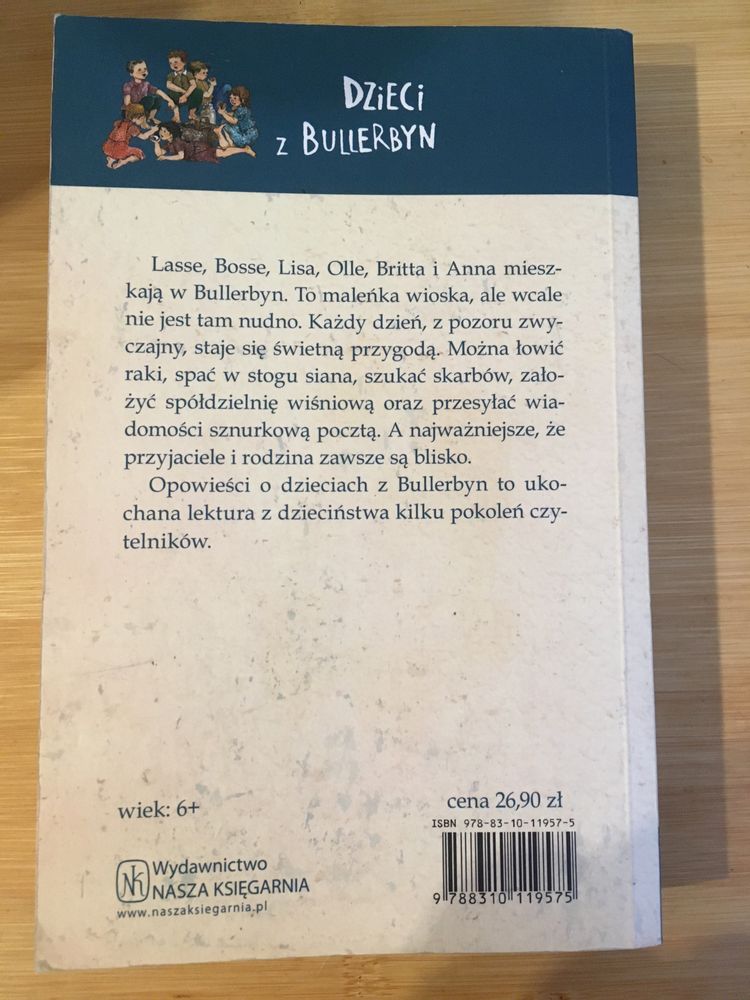 DZiECi
z BULLERBYN
Lasse, Bosse, Lisa, Olle, Britta i Anna miesz-
kają w Bullerbyn. To maleńka wioska, ale wcale
nie jest tam nudno. Każdy dzień, z pozoru zwy-
czajny, staje się świetną przygodą. Można łowić
raki, spać w stogu siana, szukać skarbów, zało-
żyć spółdzielnię wiśniową oraz przesyłać wia-
domości sznurkową pocztą. A najważniejsze, że
przyjaciele i rodzina zawsze są blisko.
Opowieści o dzieciach z Bullerbyn to uko-
chana lektura z dzieciństwa kilku pokoleń czy-
telników.
wiek: 6+
cena 26,90 zł
ISBN 978-83-10-11957-5
9 788310 119575
Nk
Wydawnictwo
NASZA KSIĘGARNIA
www.naszaksiegarnia.pl